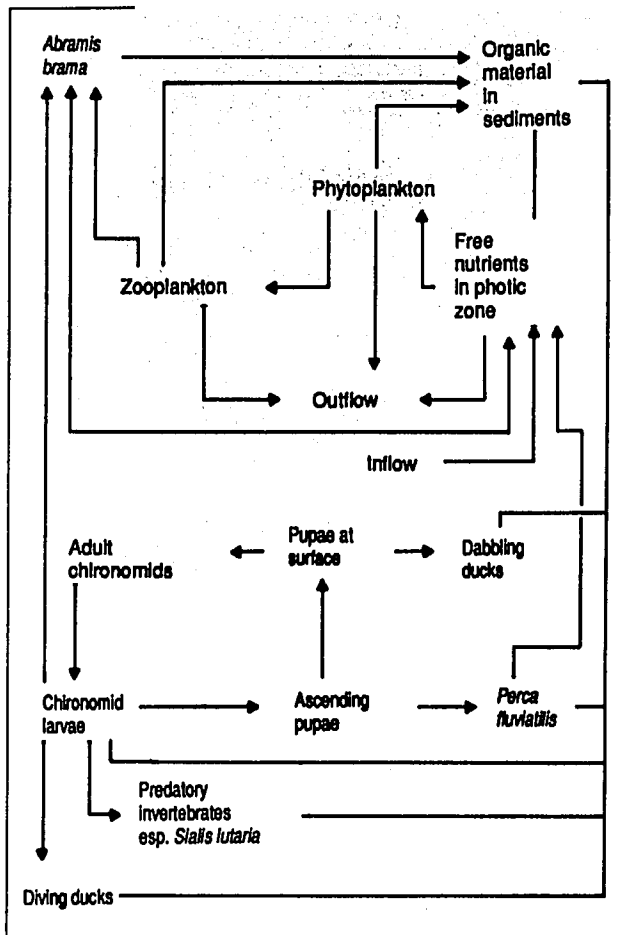 Abramis
brama
Organic
material
in
sediments
Phytoplankton
Free
nutrients
in photic
zone
Zooplankton
Outflow
Inflow
Adult
chironomids
Pupae at
surface
Dabbling
ducks
Chironomid
larvae
Ascending
pupae
Perca
fluviatilis
Predatory
invertebrates
esp. Sialis lutaria
Diving ducks